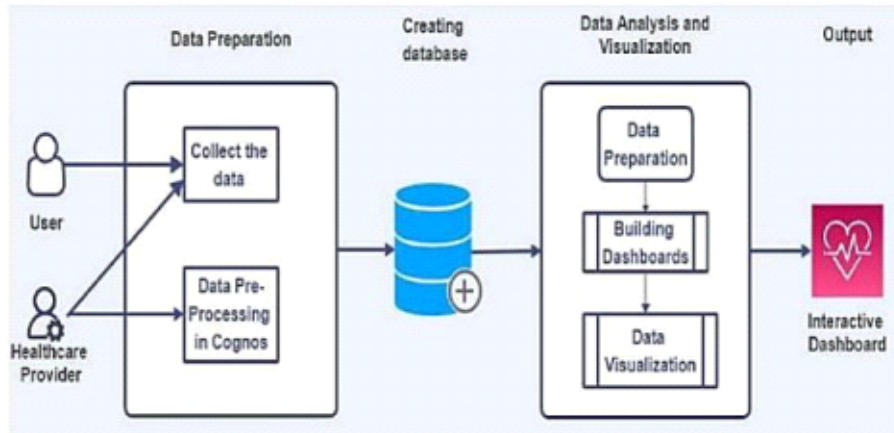 Data Preparation
Creating
database
Data Analysis and
Visualization
Output
User
Healthcare
Provider
Collect the
data
Data Pre-
Processing
in Cognos
Data
Preparation
Building
Dashboards
Data
Visualization
Interactive
Dashboard